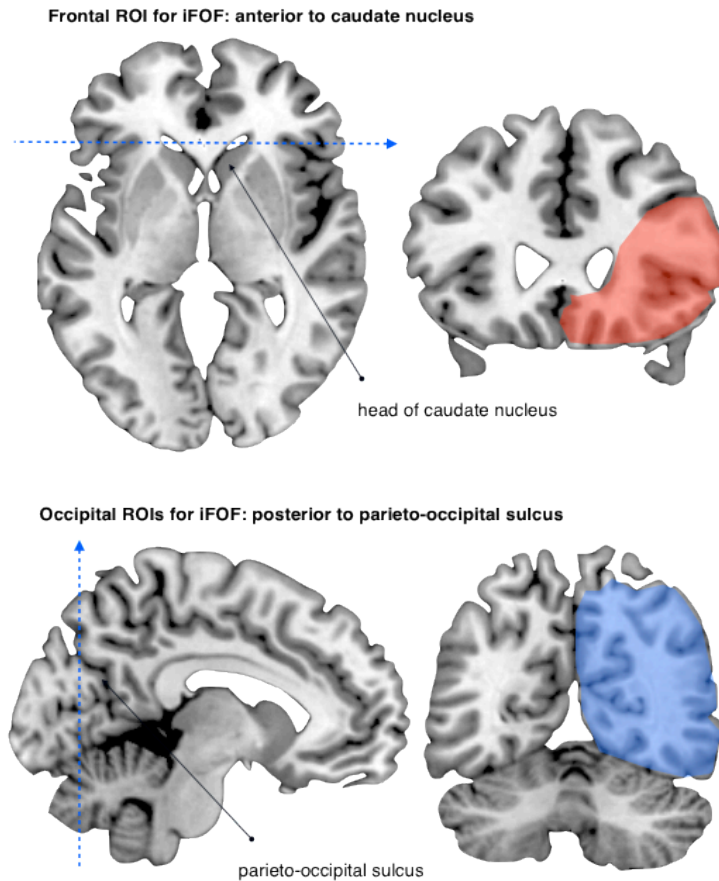 Frontal ROI for iFOF: anterior to caudate nucleus
head of caudate nucleus
Occipital ROIs for iFOF: posterior to parieto-occipital sulcus
parieto-occipital sulcus